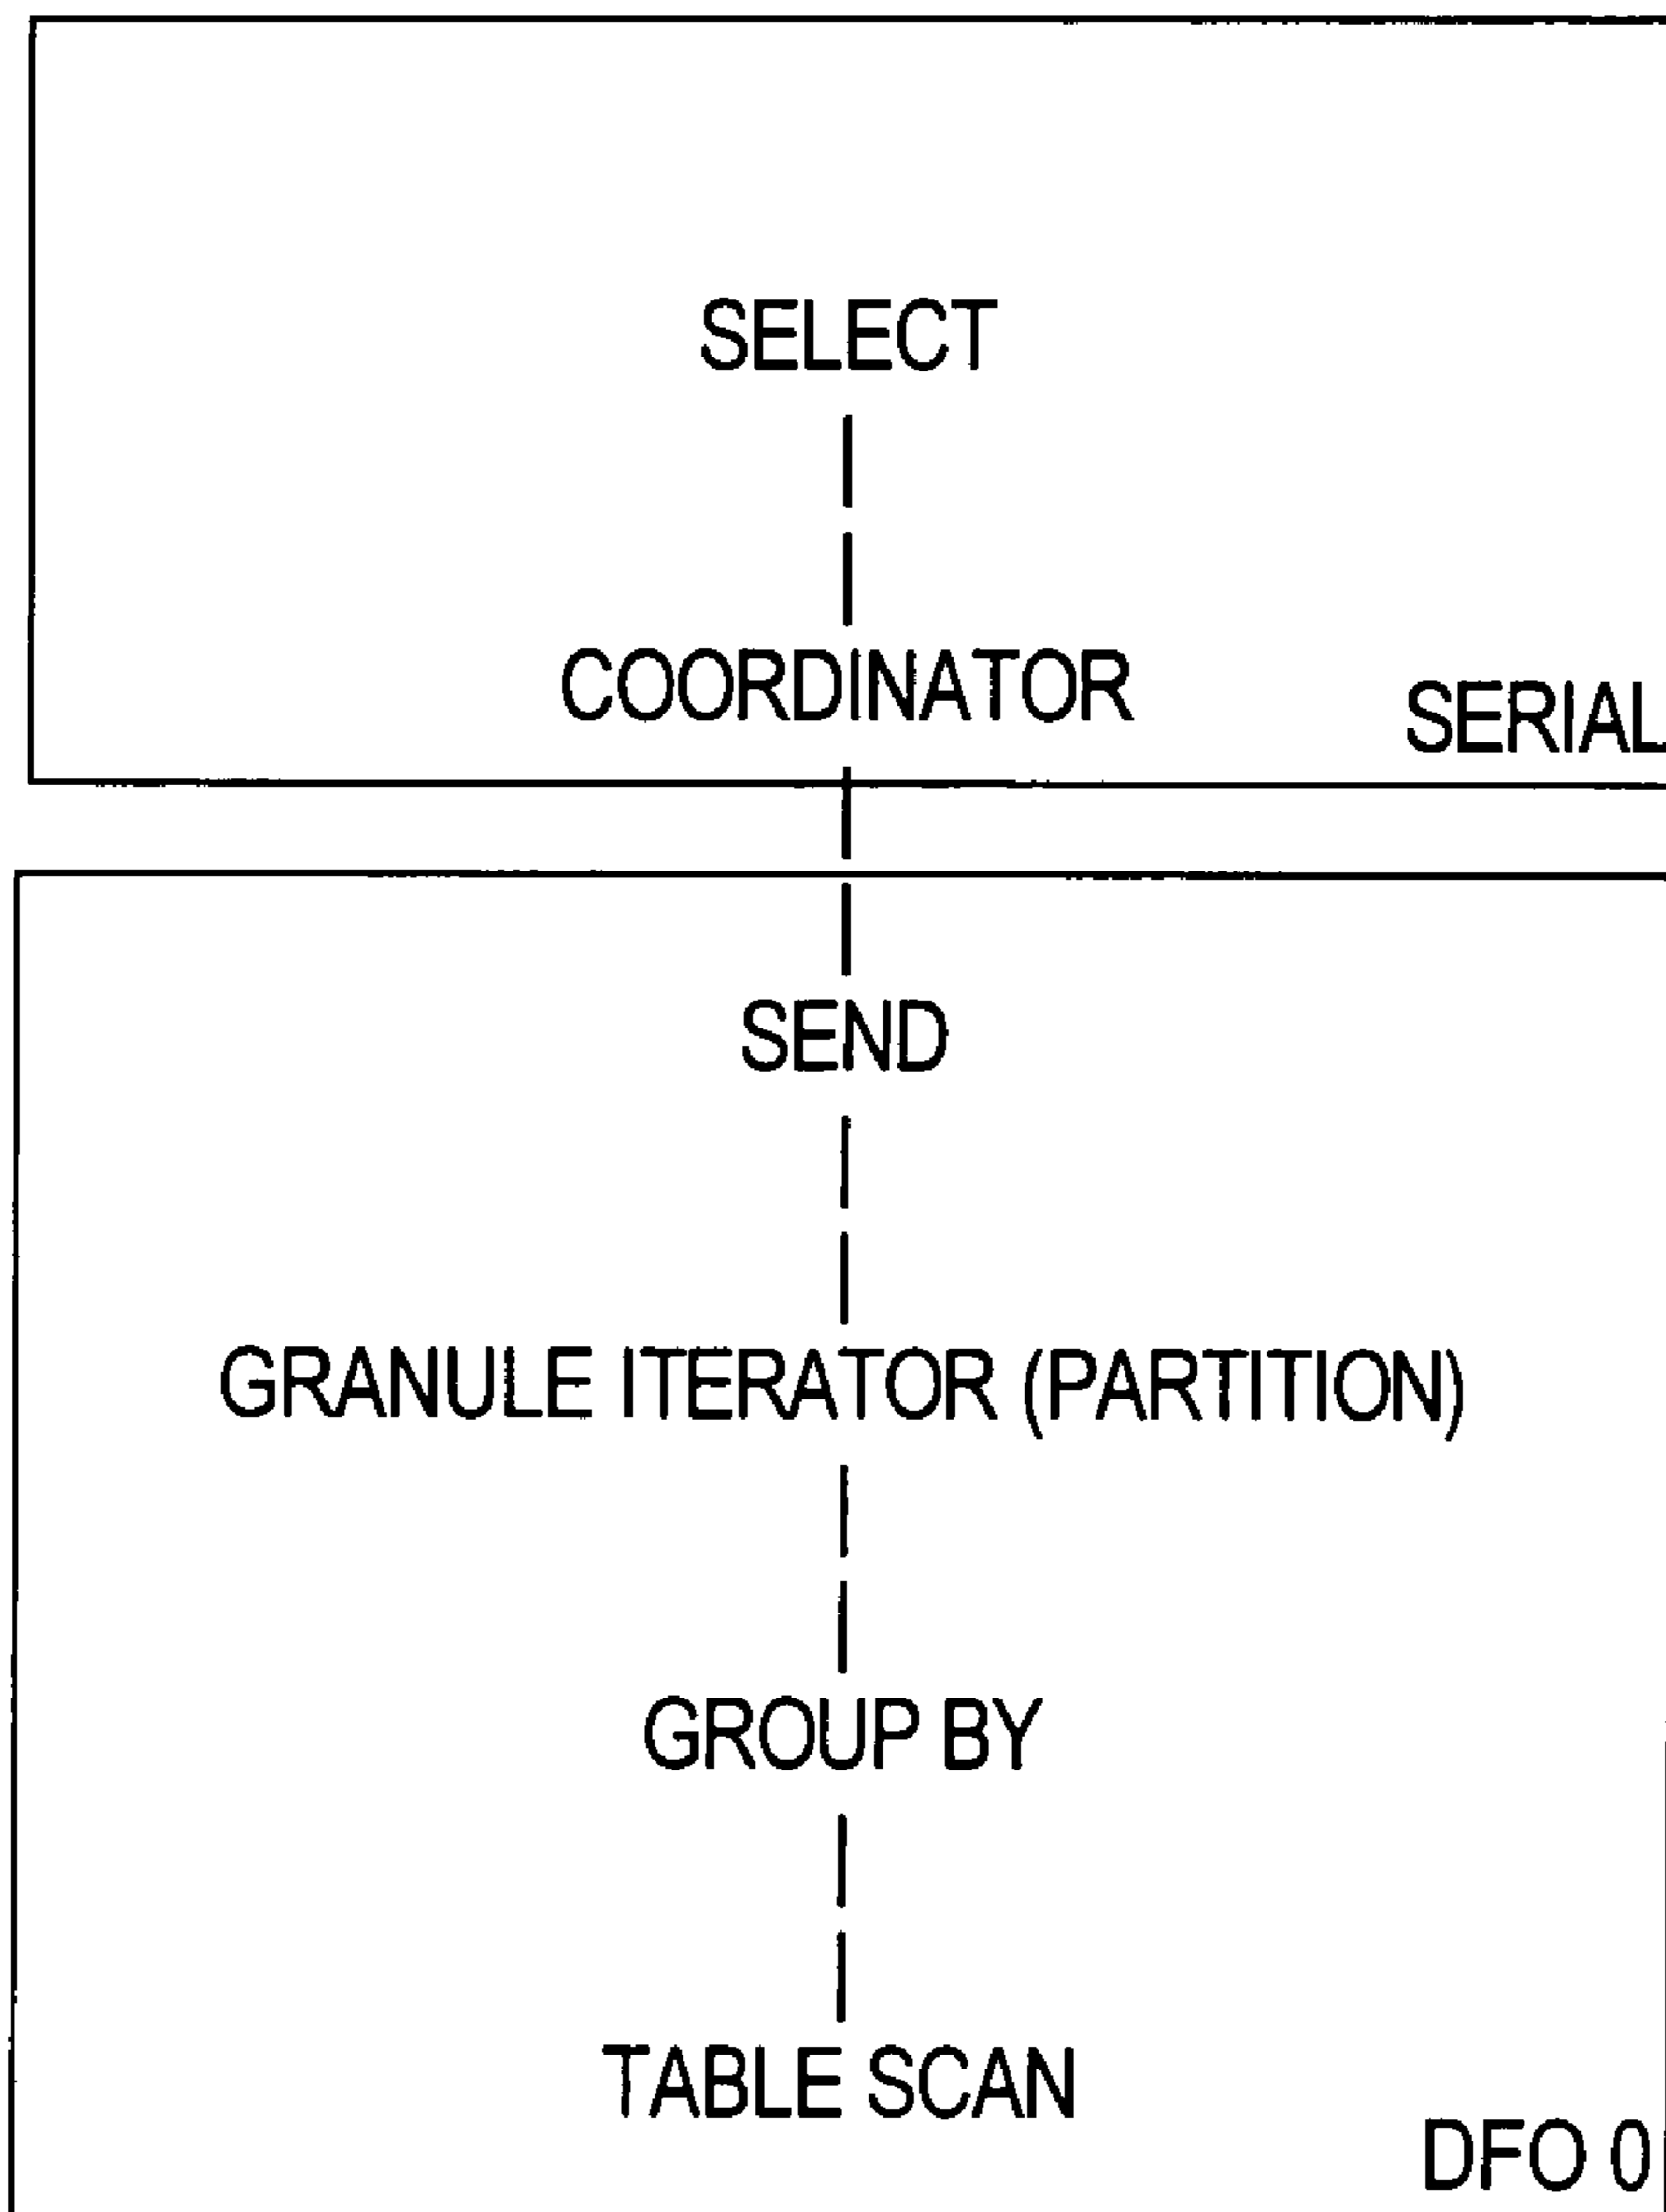 SELECT
COORDINATOR
SERIAL
SEND
GRANULE ITERATOR (PARTITION)
GROUP BY
TABLE SCAN
DFO 0